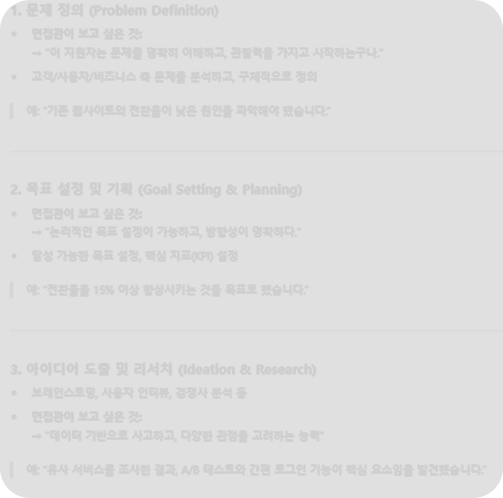 1. 문제 정의 (Problem Definition)
• 면접관이 보고 싶은 것:
→ "이 지원자는 문제를 명확히 이해하고, 관찰력을 가지고 시작하는구나."
• 고객/사용자/비즈니스 측 문제를 분석하고, 구체적으로 정의
예: "기존 웹사이트의 전환율이 낮은 원인을 파악해야 했습니다."
2. 목표 설정 및 기획 (Goal Setting & Planning)
• 면접관이 보고 싶은 것:
→ "논리적인 목표 설정이 가능하고, 방향성이 명확하다."
• 달성 가능한 목표 설정, 핵심 지표(KPI) 설정
예: "전환율을 15% 이상 향상시키는 것을 목표로 했습니다."
3. 아이디어 도출 및 리서치 (Ideation & Research)
• 브레인스토밍, 사용자 인터뷰, 경쟁사 분석 등
• 면접관이 보고 싶은 것:
→ "데이터 기반으로 사고하고, 다양한 관점을 고려하는 능력"
예: "유사 서비스를 조사한 결과, A/B 테스트와 간편 로그인 기능이 핵심 요소임을 발견했습니다."